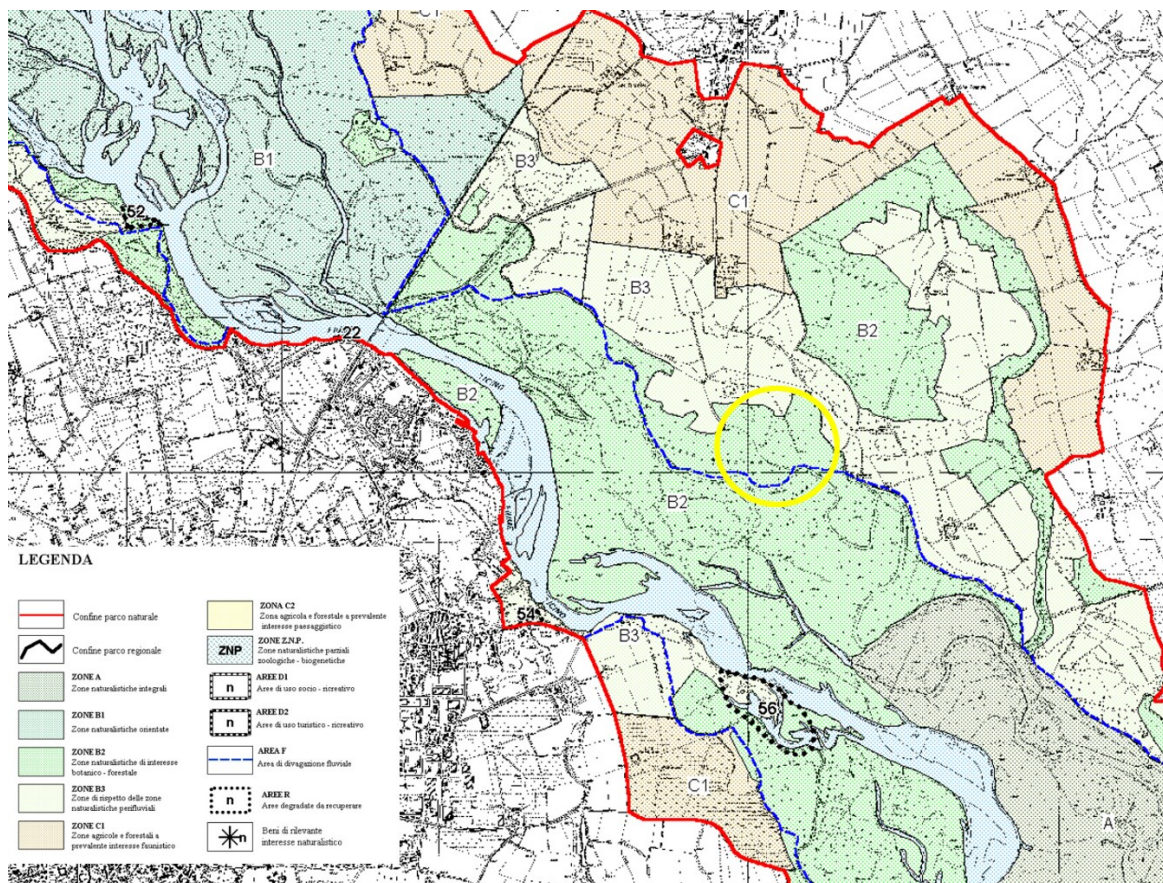 C1
B1
B3
52
C1
B3
22
B2
B2
TICINO
B2
54
B3
56
C1
A
LEGENDA
Confine parco naturale
Confine parco regionale
ZONE A
Zone naturalistiche integrali
ZONE B1
Zone naturalistiche orientate
ZONE B2
Zone naturalistiche di interesse
botanico - forestale
ZONE B3
Zone di rispetto delle zone
naturalistiche perifluviali
ZONE C1
Zone agricole e forestali a
prevalente interesse faunistico
ZONA C2
Zona agricola e forestale a prevalente
interesse paesaggistico
ZNP
ZONE Z.N.P.
Zone naturalistiche parziali
zoologiche - biogenetiche
n
AREE D1
Aree di uso socio - ricreativo
n
AREE D2
Aree di uso turistico - ricreativo
AREA F
Area di divagazione fluviale
n
AREE R
Aree degradate da recuperare
n
Beni di rilevante
interesse naturalistico